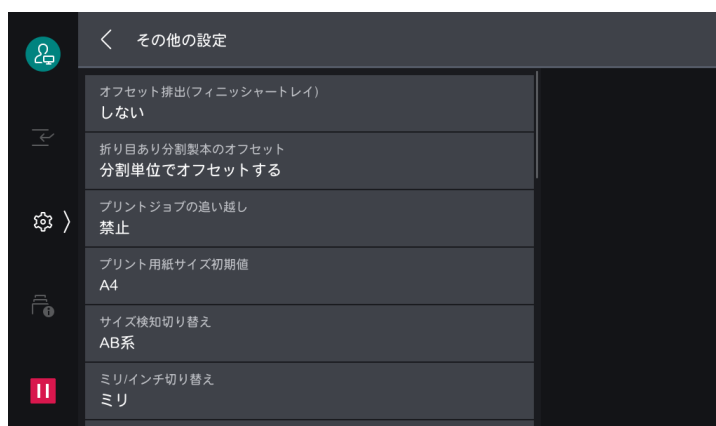 その他の設定
オフセット排出(フィニッシャートレイ)
しない
折り目あり分割製本のオフセット
分割単位でオフセットする
プリントジョブの追い越し
禁止
プリント用紙サイズ初期値
A4
サイズ検知切り替え
AB系
ミリ/インチ切り替え
ミリ